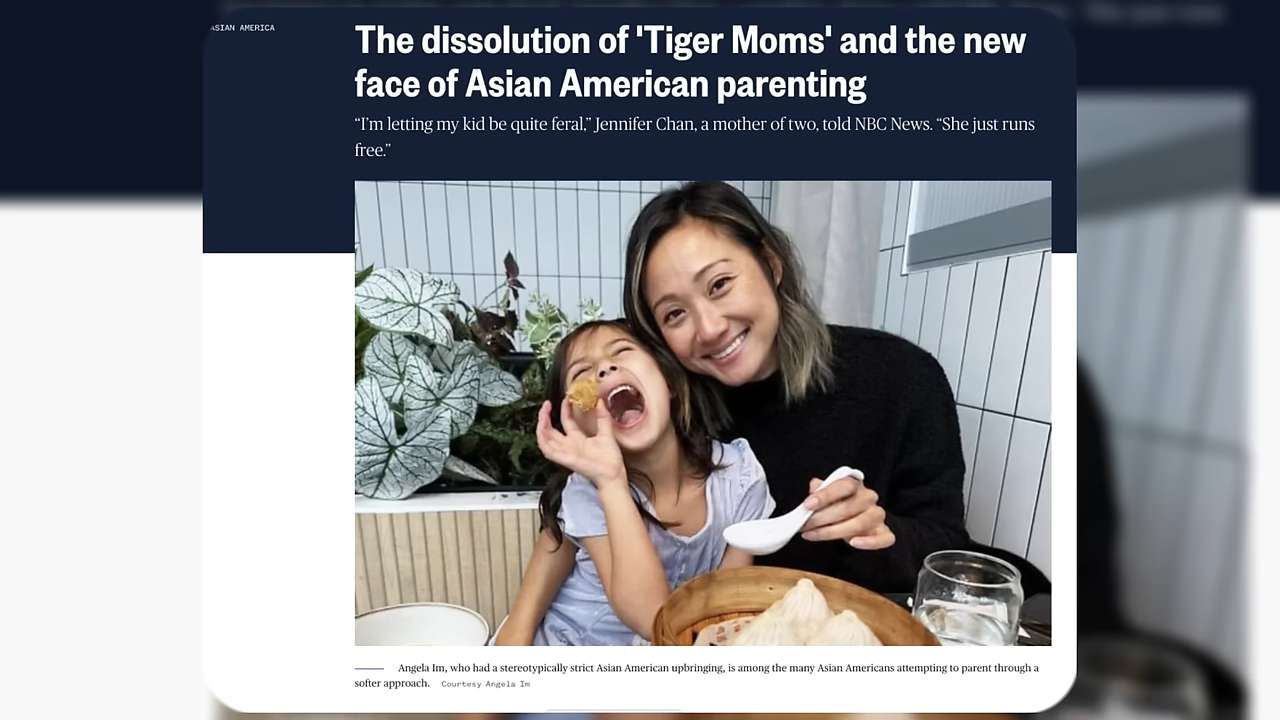 ASIAN AMERICA
The dissolution of 'Tiger Moms' and the new
face of Asian American parenting
“I’m letting my kid be quite feral,” Jennifer Chan, a mother of two, told NBC News. “She just runs
free.”
Angela Im, who had a stereotypically strict Asian American upbringing, is among the many Asian Americans attempting to parent through a
softer approach. Courtesy Angela Im